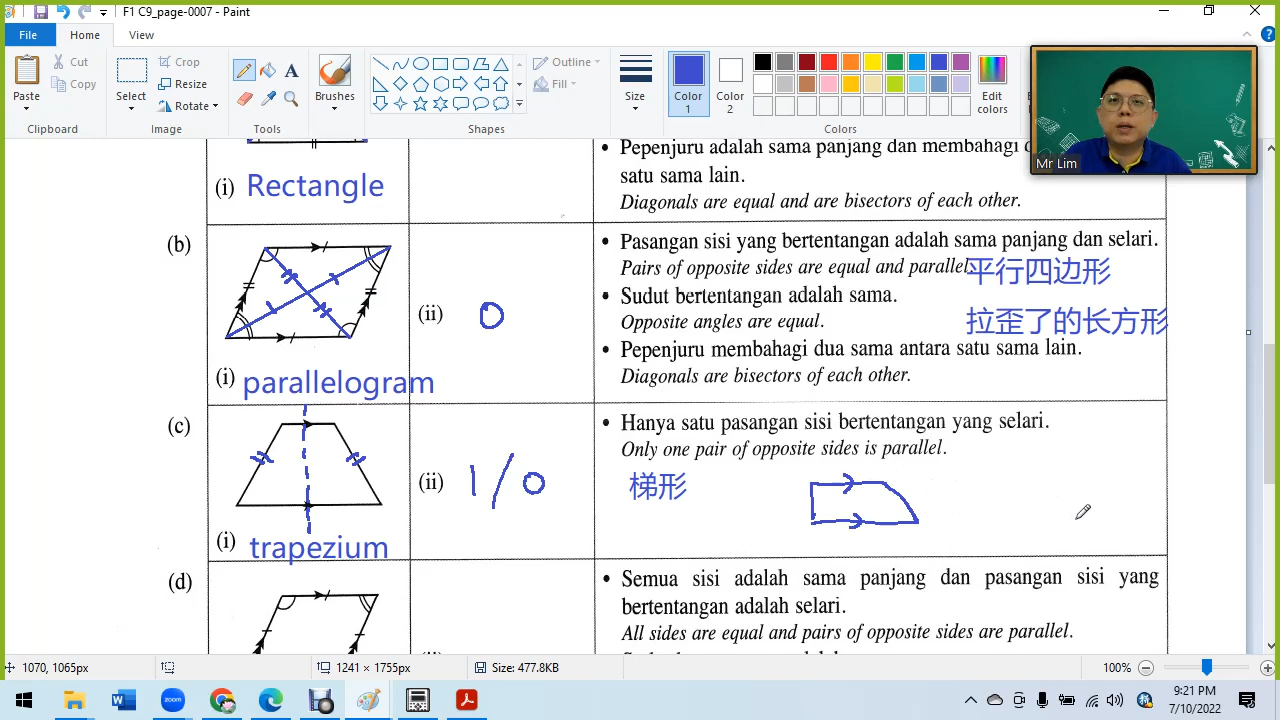 F1 C9_page-0007 - Paint
File Home View
Paste
Cut
Copy
Clipboard
Select
Crop
Resize
Rotate
Image
Tools
Brushes
Shapes
Outline
Fill
Size
Color 1
Color 2
Colors
Edit colors
Mr Lim
(i) Rectangle
• Pepenjuru adalah sama panjang dan membahagi
satu sama lain.
Diagonals are equal and are bisectors of each other.
(b)
(i) parallelogram
(ii) 0
• Pasangan sisi yang bertentangan adalah sama panjang dan selari.
Pairs of opposite sides are equal and parallel
平行四边形
• Sudut bertentangan adalah sama.
拉歪了的长方形
Opposite angles are equal.
• Pepenjuru membahagi dua sama antara satu sama lain.
Diagonals are bisectors of each other.
(c)
(i) trapezium
(ii) 1/0
• Hanya satu pasangan sisi bertentangan yang selari.
Only one pair of opposite sides is parallel.
梯形
(d)
• Semua sisi adalah sama panjang dan pasangan sisi yang
bertentangan adalah selari.
All sides are equal and pairs of opposite sides are parallel.
1070, 1065px
1241 × 1755px
Size: 477.8KB
100%
zoom
9:21 PM
7/10/2022